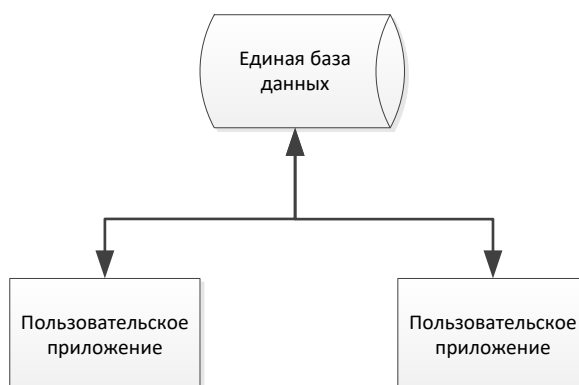 Единая база
данных
Пользовательское
приложение
Пользовательское
приложение